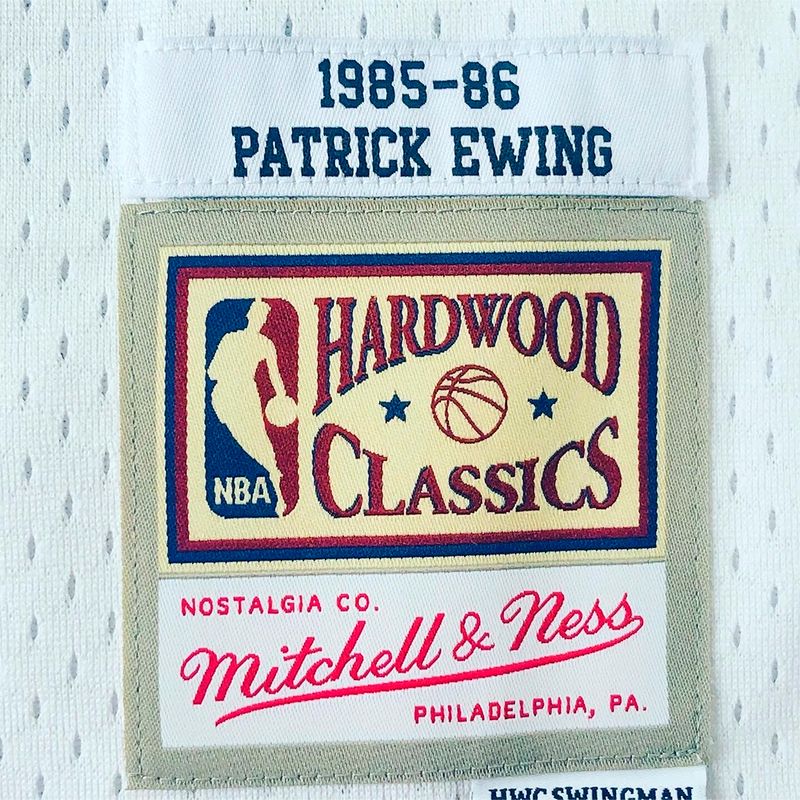 1985-86
PATRICK EWING
HARDWOOD
CLASSICS
NBA
NOSTALGIA CO.
Mitchell & Ness
PHILADELPHIA, PA.
HWC SWINGMAN